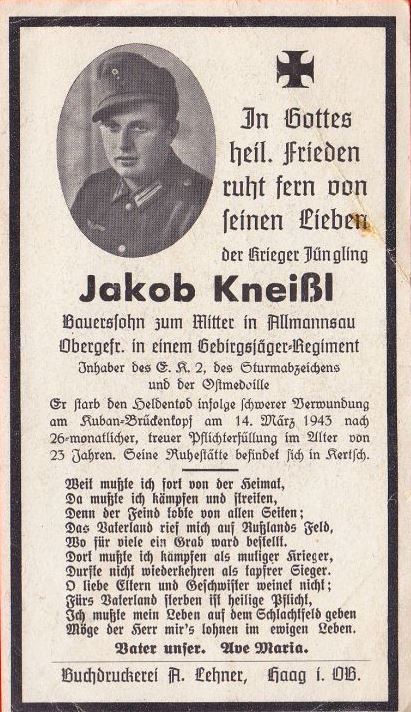 In Gottes
heil. Frieden
ruht fern von
seinen Lieben
der Krieger Jüngling
Jakob Kneißl
Bauerssohn zum Mitter in Allmannsau
Obergefr. in einem Gebirgsjäger-Regiment
Inhaber des E. K. 2, des Sturmabzeichens
und der Ostmedaille
Er starb den Heldentod infolge schwerer Verwundung
am Kuban-Brückenkopf am 14. März 1943 nach
26-monatlicher, treuer Pflichterfüllung im Alter von
23 Jahren. Seine Ruhestätte befindet sich in Kertsch.
Weit mußte ich fort von der Heimat,
Da mußte ich kämpfen und streiten,
Denn der Feind tobte von allen Seiten;
Das Vaterland rief mich auf Rußlands Feld,
Wo für viele ein Grab ward bestellt.
Dort mußte ich kämpfen als mutiger Krieger,
Durfte nicht wiederkehren als tapfrer Sieger.
O liebe Eltern und Geschwister weinet nicht;
Fürs Vaterland sterben ist heilige Pflicht,
Ich mußte mein Leben auf dem Schlachtfeld geben
Möge der Herr mir's lohnen im ewigen Leben.
Vater unser. Ave Maria.
Buchdruckerei A. Lehner, Haag i. OB.